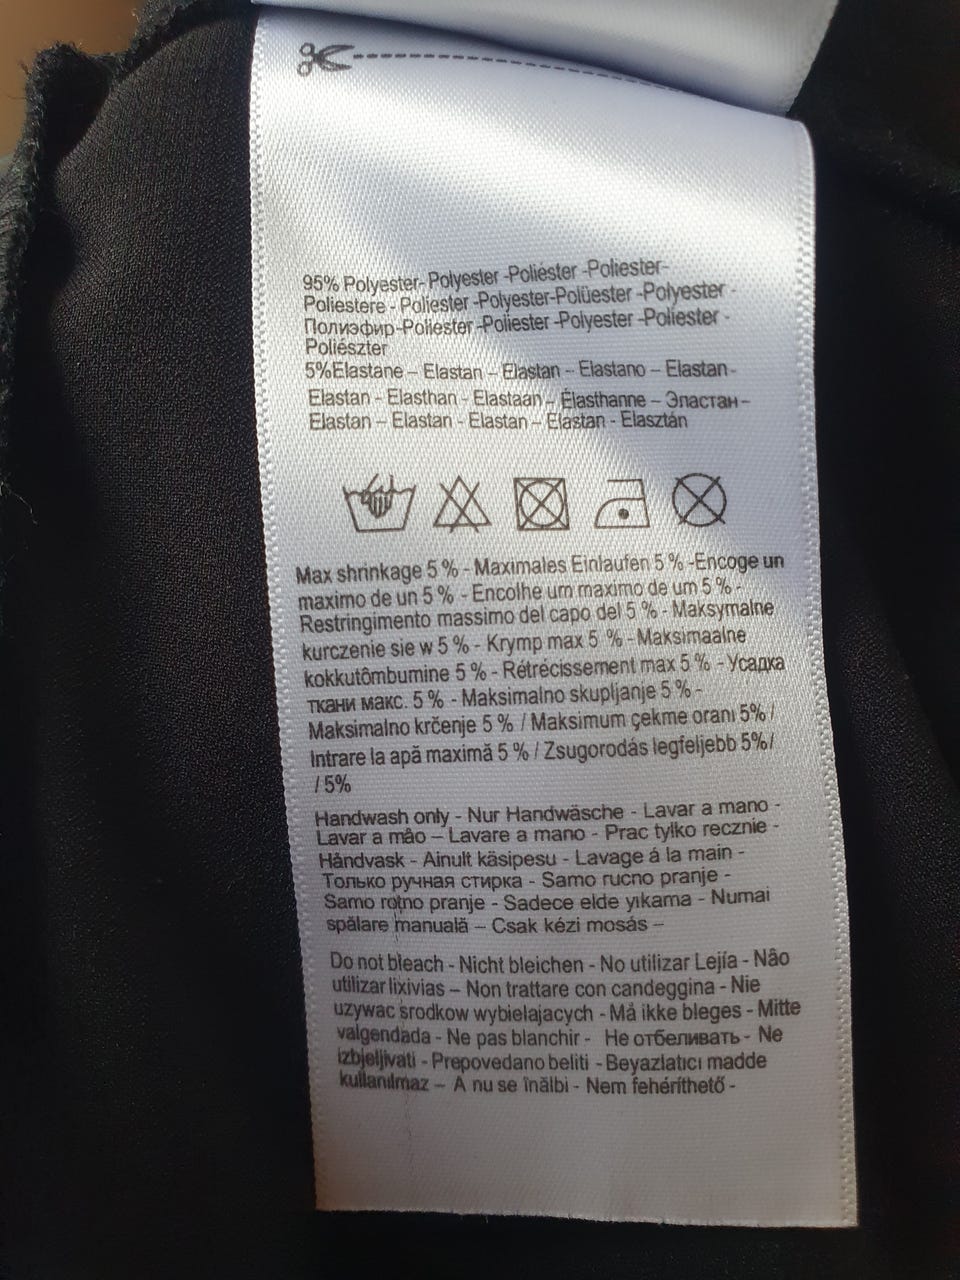 95% Polyester- Polyester -Poliéster -Poliester-
Poliestere - Poliester -Polyester-Polüester -Polyester -
Полиэфир-Poliester -Poliester -Polyester -Poliester -
Poliészter
5%Elastane – Elastan – Elastan – Elastano – Elastan-
Elastan - Elasthan - Elastaan – Élasthanne – Эластан–
Elastan – Elastan - Elastan – Elastan - Elasztán
Max shrinkage 5 % - Maximales Einlaufen 5 % -Encoge un
maximo de un 5 % - Encolhe um maximo de um 5 % -
Restringimento massimo del capo del 5 % - Maksymalne
kurczenie sie w 5 % - Krymp max 5 % - Maksimaalne
kokkutômbumine 5 % - Rétrécissement max 5 % - Усадка
ткани макс. 5 % - Maksimalno skupljanje 5 % -
Maksimalno krčenje 5 % / Maksimum çekme oranı 5% /
Intrare la apă maximă 5 % / Zsugorodás legfeljebb 5%/
/ 5%
Handwash only - Nur Handwäsche - Lavar a mano -
Lavar a mâo – Lavare a mano - Prac tylko recznie -
Håndvask - Ainult käsipesu - Lavage á la main -
Только ручная стирка - Samo rucno pranje -
Samo rotno pranje - Sadece elde yıkama - Numai
spălare manuală – Csak kézi mosás –
Do not bleach - Nicht bleichen - No utilizar Lejía - Nâo
utilizar lixivias – Non trattare con candeggina - Nie
uzywac srodkow wybielajacych - Må ikke bleges - Mitte
valgendada - Ne pas blanchir - Не отбеливать - Ne
izbjeljivati - Prepovedano beliti - Beyazlatıcı madde
kullanılmaz – A nu se înălbi - Nem fehéríthető -